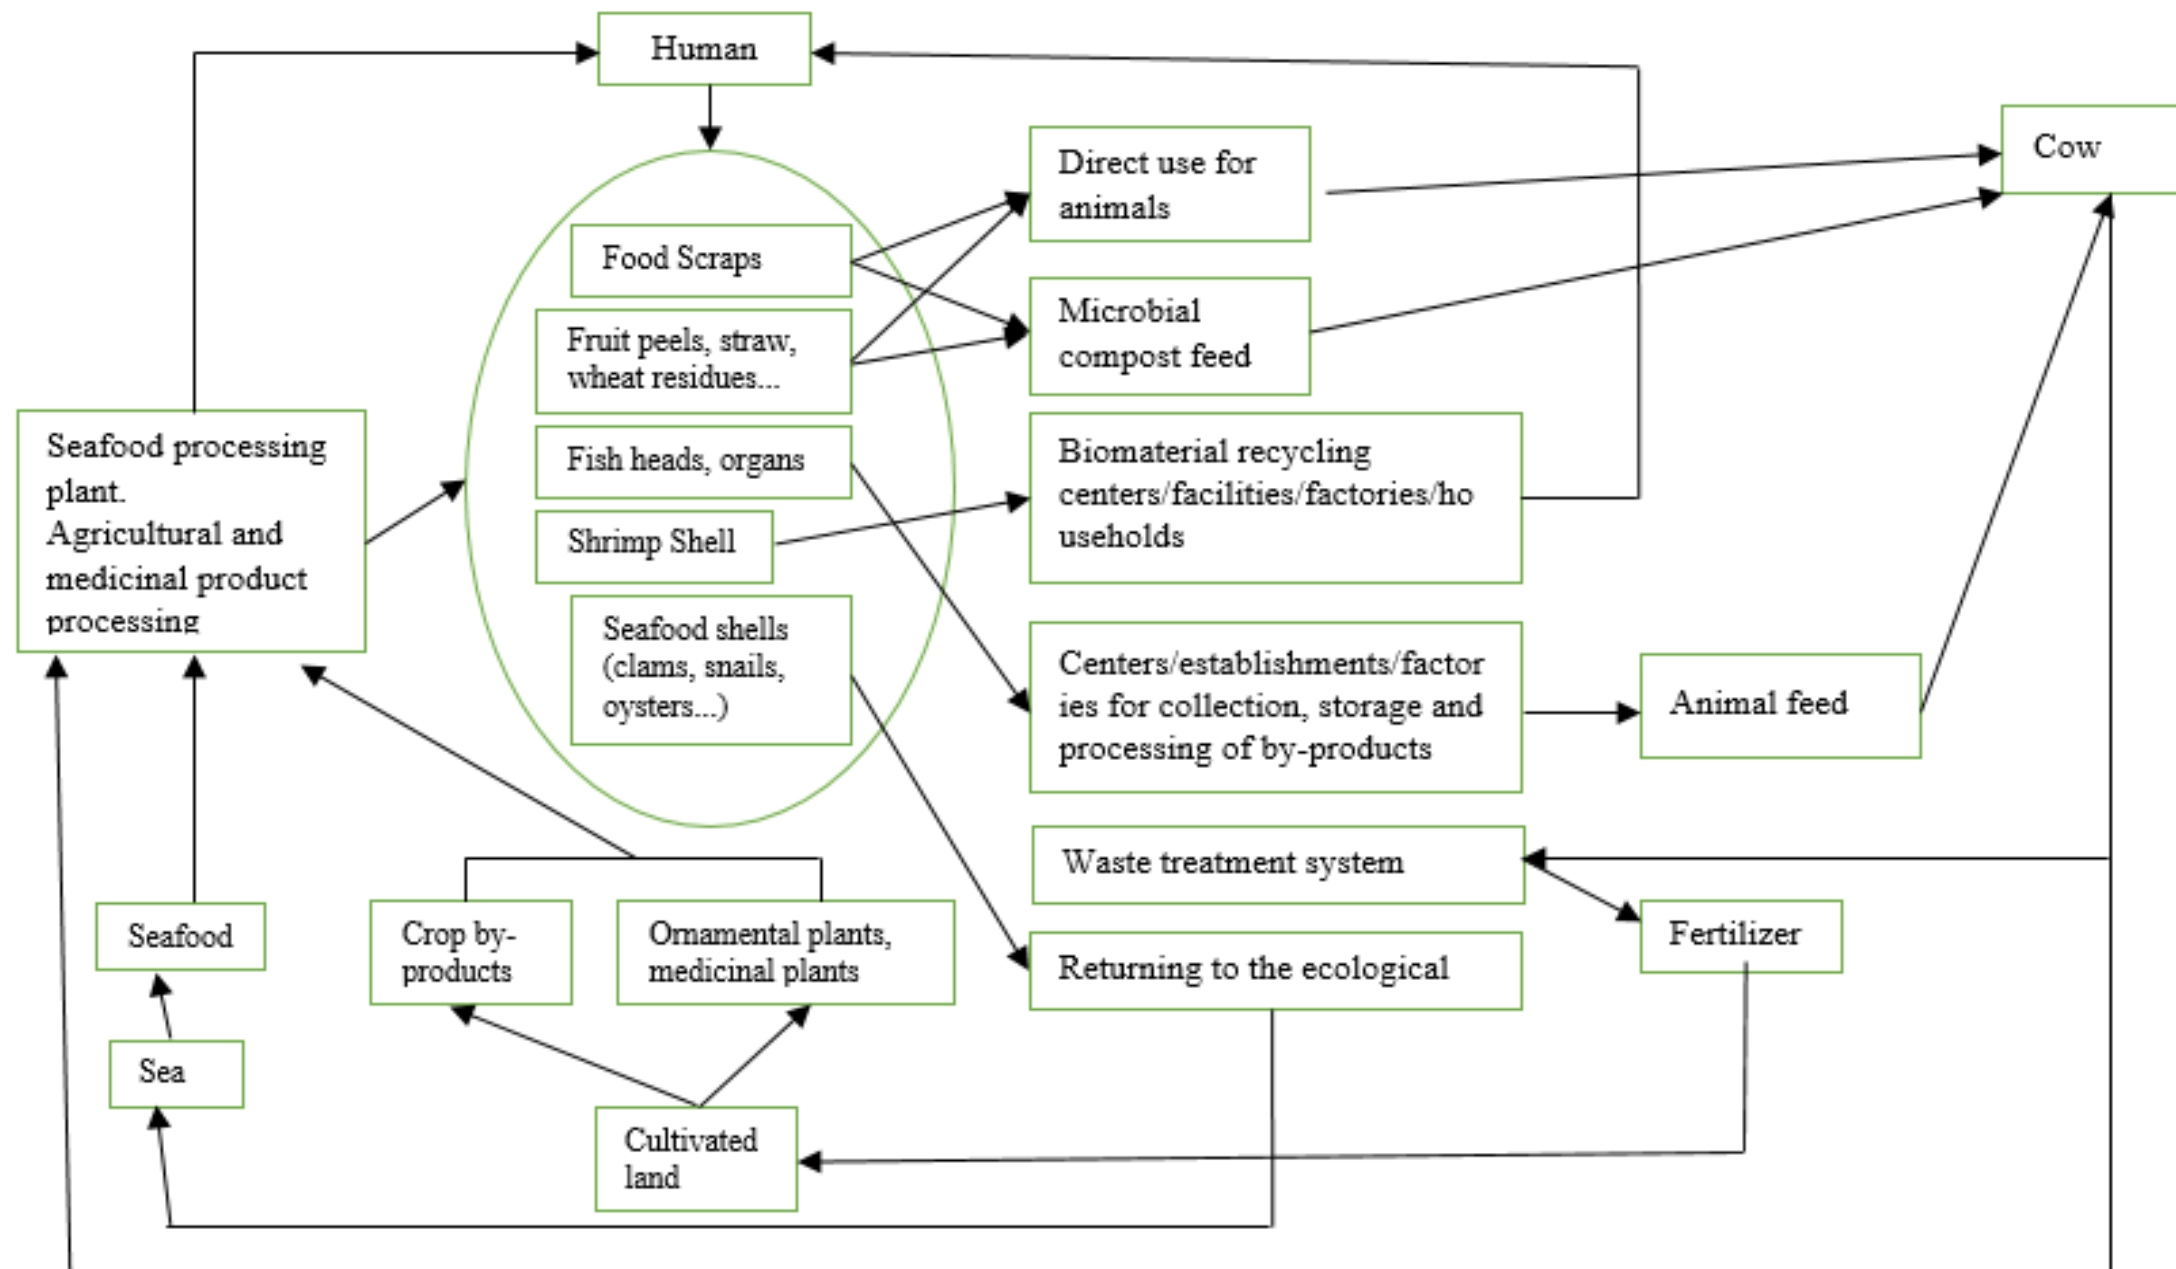 Human
Cow
Direct use for
animals
Food Scraps
Microbial
compost feed
Fruit peels, straw,
wheat residues...
Seafood processing
plant.
Agricultural and
medicinal product
processing
Fish heads, organs
Biomaterial recycling
centers/facilities/factories/ho
useholds
Shrimp Shell
Seafood shells
(clams, snails,
oysters...)
Centers/establishments/factor
ies for collection, storage and
processing of by-products
Animal feed
Waste treatment system
Seafood
Crop by-
products
Ornamental plants,
medicinal plants
Fertilizer
Returning to the ecological
Sea
Cultivated
land